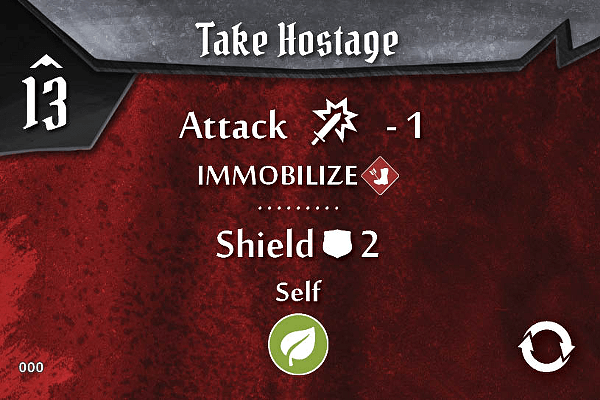 Take Hostage
13
Attack - 1
IMMOBILIZE
Shield 2
Self
000